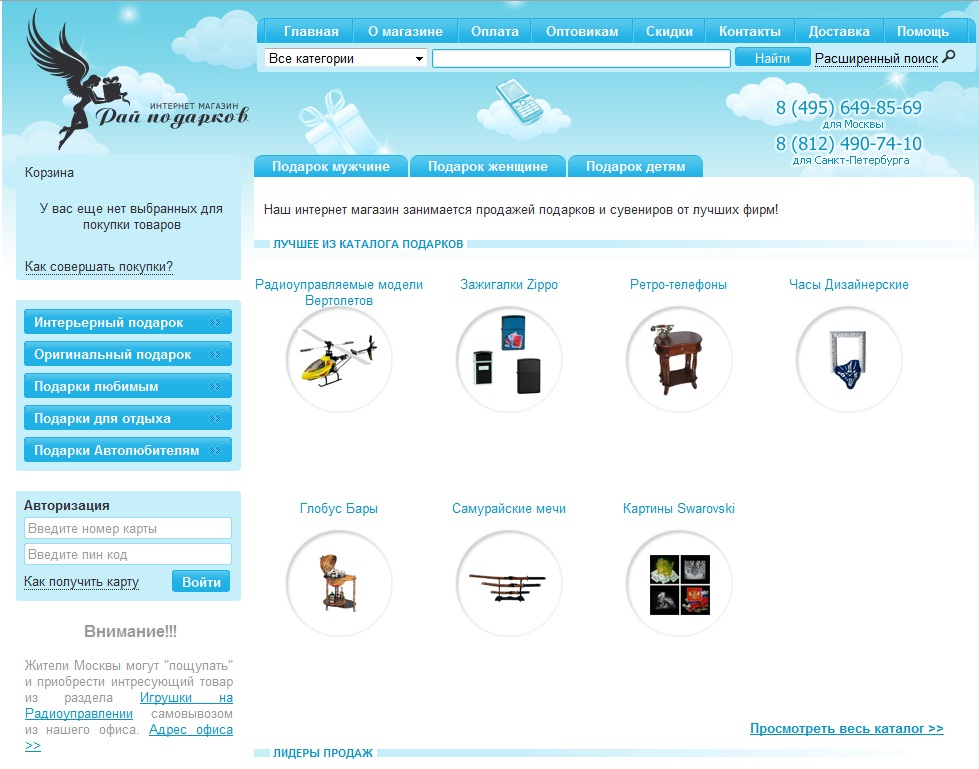 Главная О магазине Оплата Оптовикам Скидки Контакты Доставка Помощь
Все категории Найти Расширенный поиск
ИНТЕРНЕТ МАГАЗИН
Рай подарков
8 (495) 649-85-69
для Москвы
8 (812) 490-74-10
для Санкт-Петербурга
Корзина
У вас еще нет выбранных для
покупки товаров
Как совершать покупки?
Интерьерный подарок
Оригинальный подарок
Подарки любимым
Подарки для отдыха
Подарки Автолюбителям
Авторизация
Введите номер карты
Введите пин код
Как получить карту Войти
Внимание!!!
Жители Москвы могут "пощупать"
и приобрести интресующий товар
из раздела Игрушки на
Радиоуправлении самовывозом
из нашего офиса. Адрес офиса
>>
Подарок мужчине Подарок женщине Подарок детям
Наш интернет магазин занимается продажей подарков и сувениров от лучших фирм!
ЛУЧШЕЕ ИЗ КАТАЛОГА ПОДАРКОВ
Радиоуправляемые модели
Вертолетов
Зажигалки Zippo
Ретро-телефоны
Часы Дизайнерские
Глобус Бары
Самурайские мечи
Картины Swarovski
Просмотреть весь каталог >>
ЛИДЕРЫ ПРОДАЖ